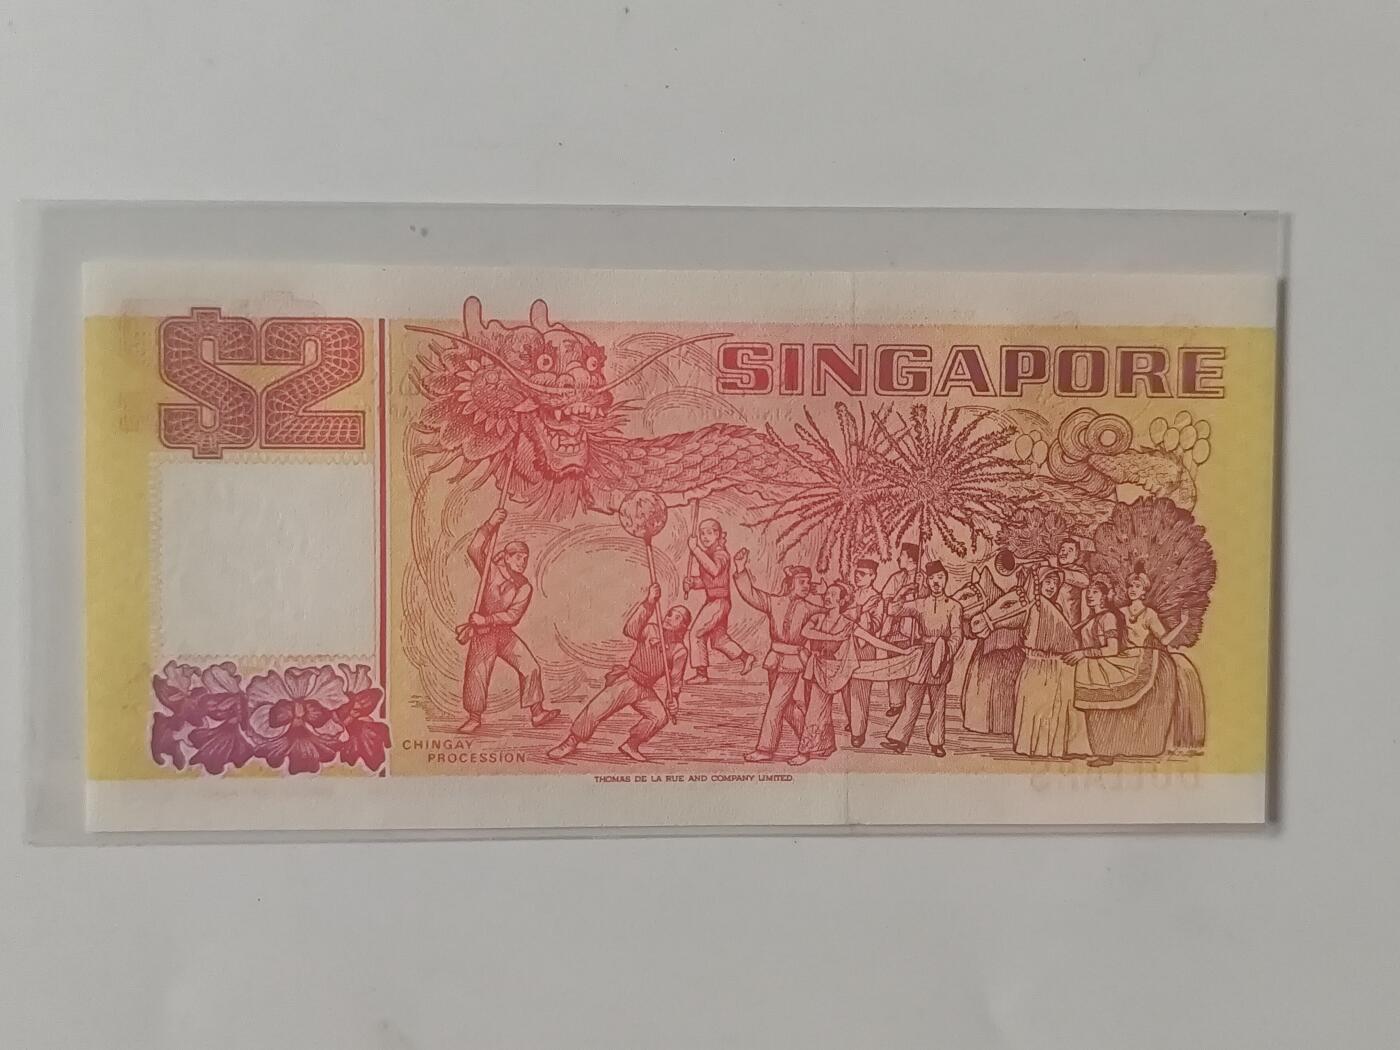 $2
SINGAPORE
CHINGAY
PROCESSION
THOMAS DE LA RUE AND COMPANY LIMITED.